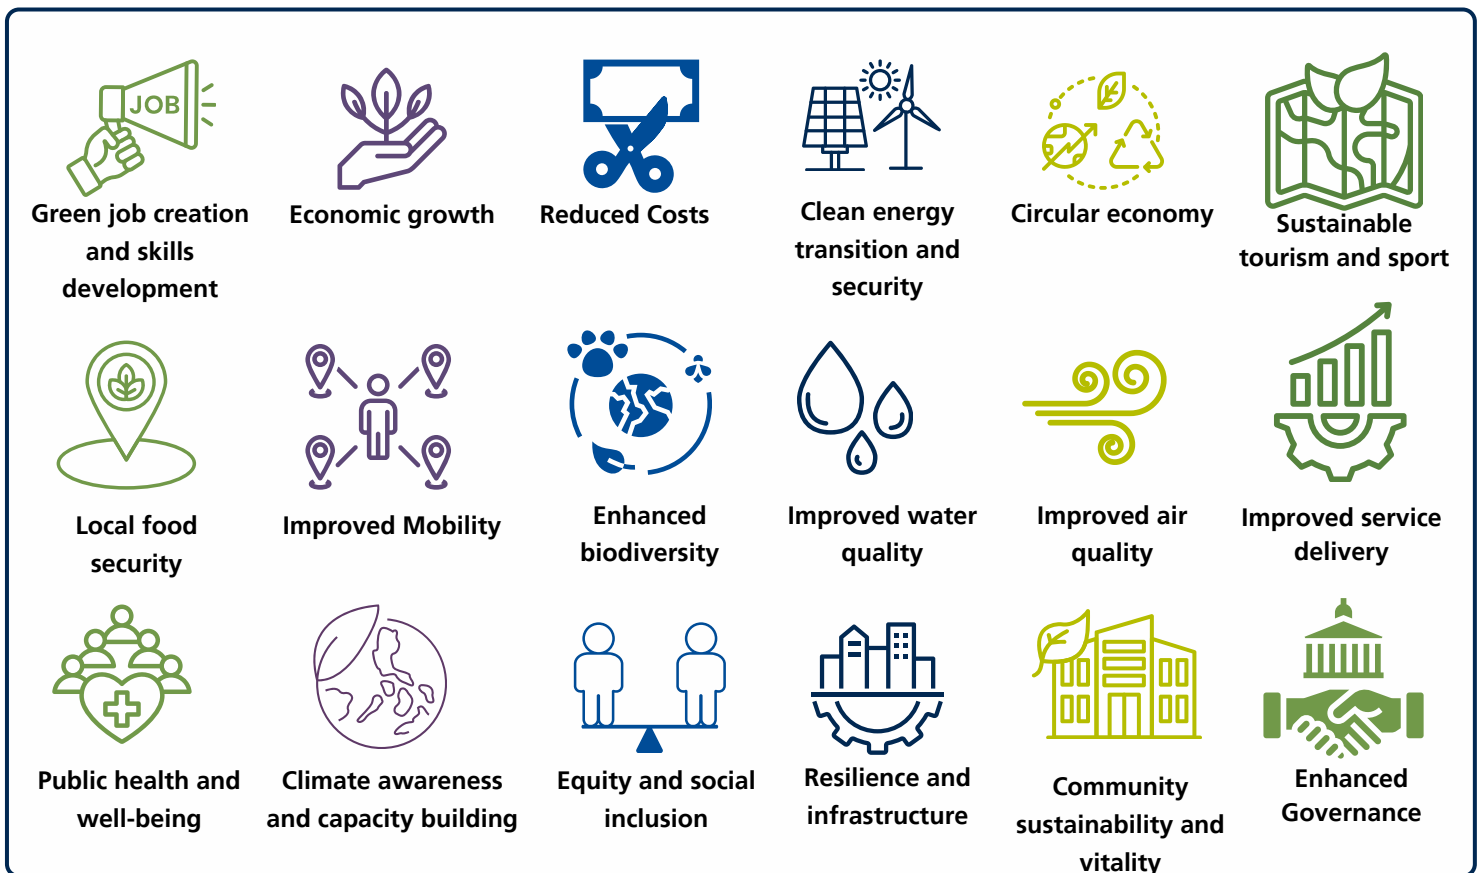 JOB
Green job creation
and skills
development
Economic growth
Reduced Costs
Clean energy
transition and
security
Circular economy
Sustainable
tourism and sport
Local food
security
Improved Mobility
Enhanced
biodiversity
Improved water
quality
Improved air
quality
Improved service
delivery
Public health and
well-being
Climate awareness
and capacity building
Equity and social
inclusion
Resilience and
infrastructure
Community
sustainability and
vitality
Enhanced
Governance